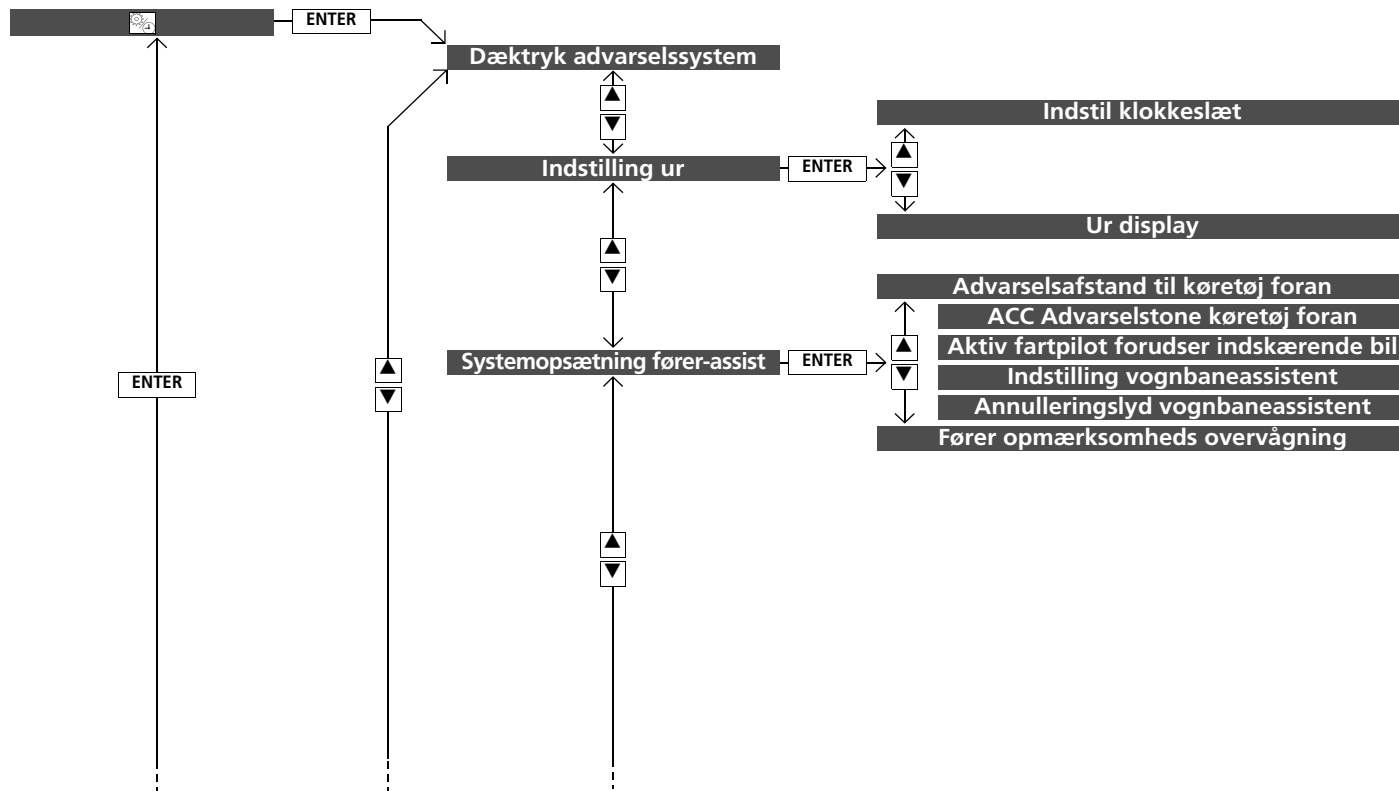 ENTER
Dæktryk advarselssystem
▲
▼
Indstilling ur
ENTER
Indstil klokkeslæt
▲
▼
Ur display
▲
▼
Systemopsætning fører-assist
ENTER
Advarselsafstand til køretøj foran
ACC Advarselstone køretøj foran
▲
Aktiv fartpilot forudser indskærende bil
▼
Indstilling vognbaneassistent
Annulleringslyd vognbaneassistent
Fører opmærksomheds overvågning
ENTER
▲
▼
▲
▼